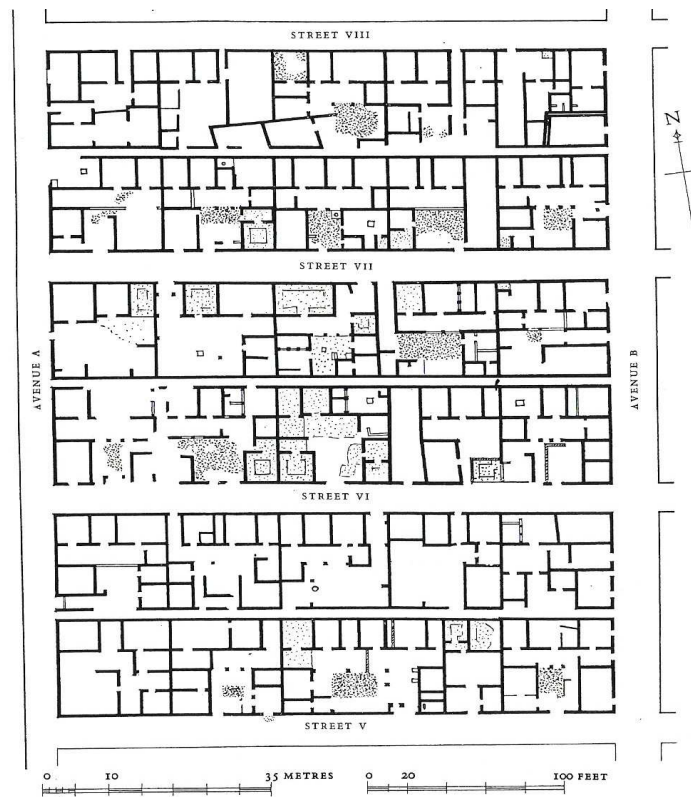 STREET VIII
N
STREET VII
AVENUE A
AVENUE B
STREET VI
STREET V
0 10 35 METRES 0 20 100 FEET